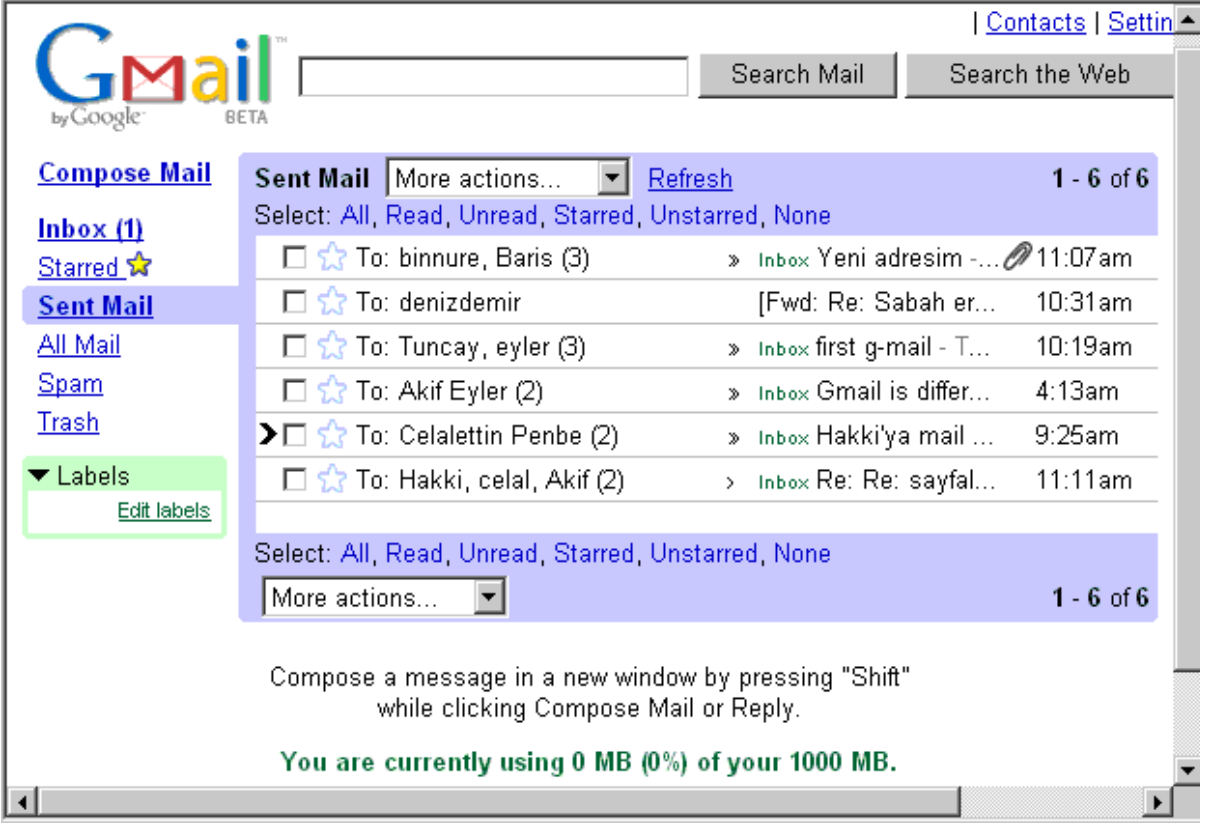 | Contacts | Settin
Gmail™
by Google™ BETA
Search Mail Search the Web
Compose Mail
Inbox (1)
Starred
Sent Mail
All Mail
Spam
Trash
Labels
Edit labels
Sent Mail More actions... Refresh 1 - 6 of 6
Select: All, Read, Unread, Starred, Unstarred, None
To: binnure, Baris (3) » Inbox Yeni adresim -... 11:07am
To: denizdemir [Fwd: Re: Sabah er... 10:31am
To: Tuncay, eyler (3) » Inbox first g-mail - T... 10:19am
To: Akif Eyler (2) » Inbox Gmail is differ... 4:13am
To: Celalettin Penbe (2) » Inbox Hakki'ya mail ... 9:25am
To: Hakki, celal, Akif (2) › Inbox Re: Re: sayfal... 11:11am
Select: All, Read, Unread, Starred, Unstarred, None
More actions... 1 - 6 of 6
Compose a message in a new window by pressing "Shift"
while clicking Compose Mail or Reply.
You are currently using 0 MB (0%) of your 1000 MB.